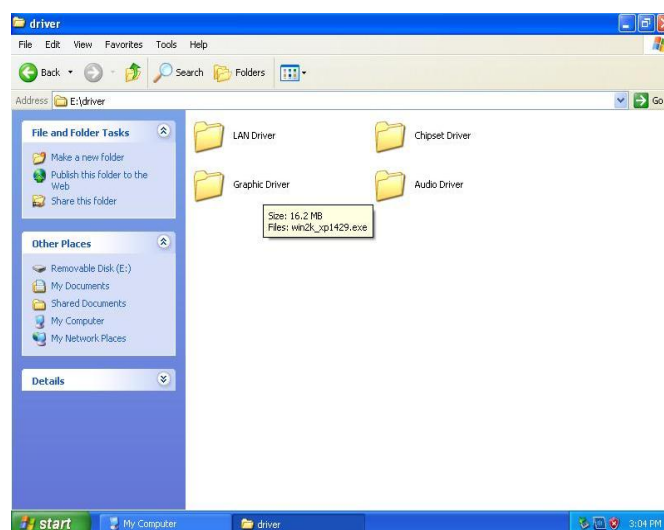 driver
File Edit View Favorites Tools Help
Back Search Folders
Address E:\driver Go
File and Folder Tasks
Make a new folder
Publish this folder to the
Web
Share this folder
Other Places
Removable Disk (E:)
My Documents
Shared Documents
My Computer
My Network Places
Details
LAN Driver
Chipset Driver
Graphic Driver
Audio Driver
Size: 16.2 MB
Files: win2k_xp1429.exe
start My Computer driver 3:04 PM